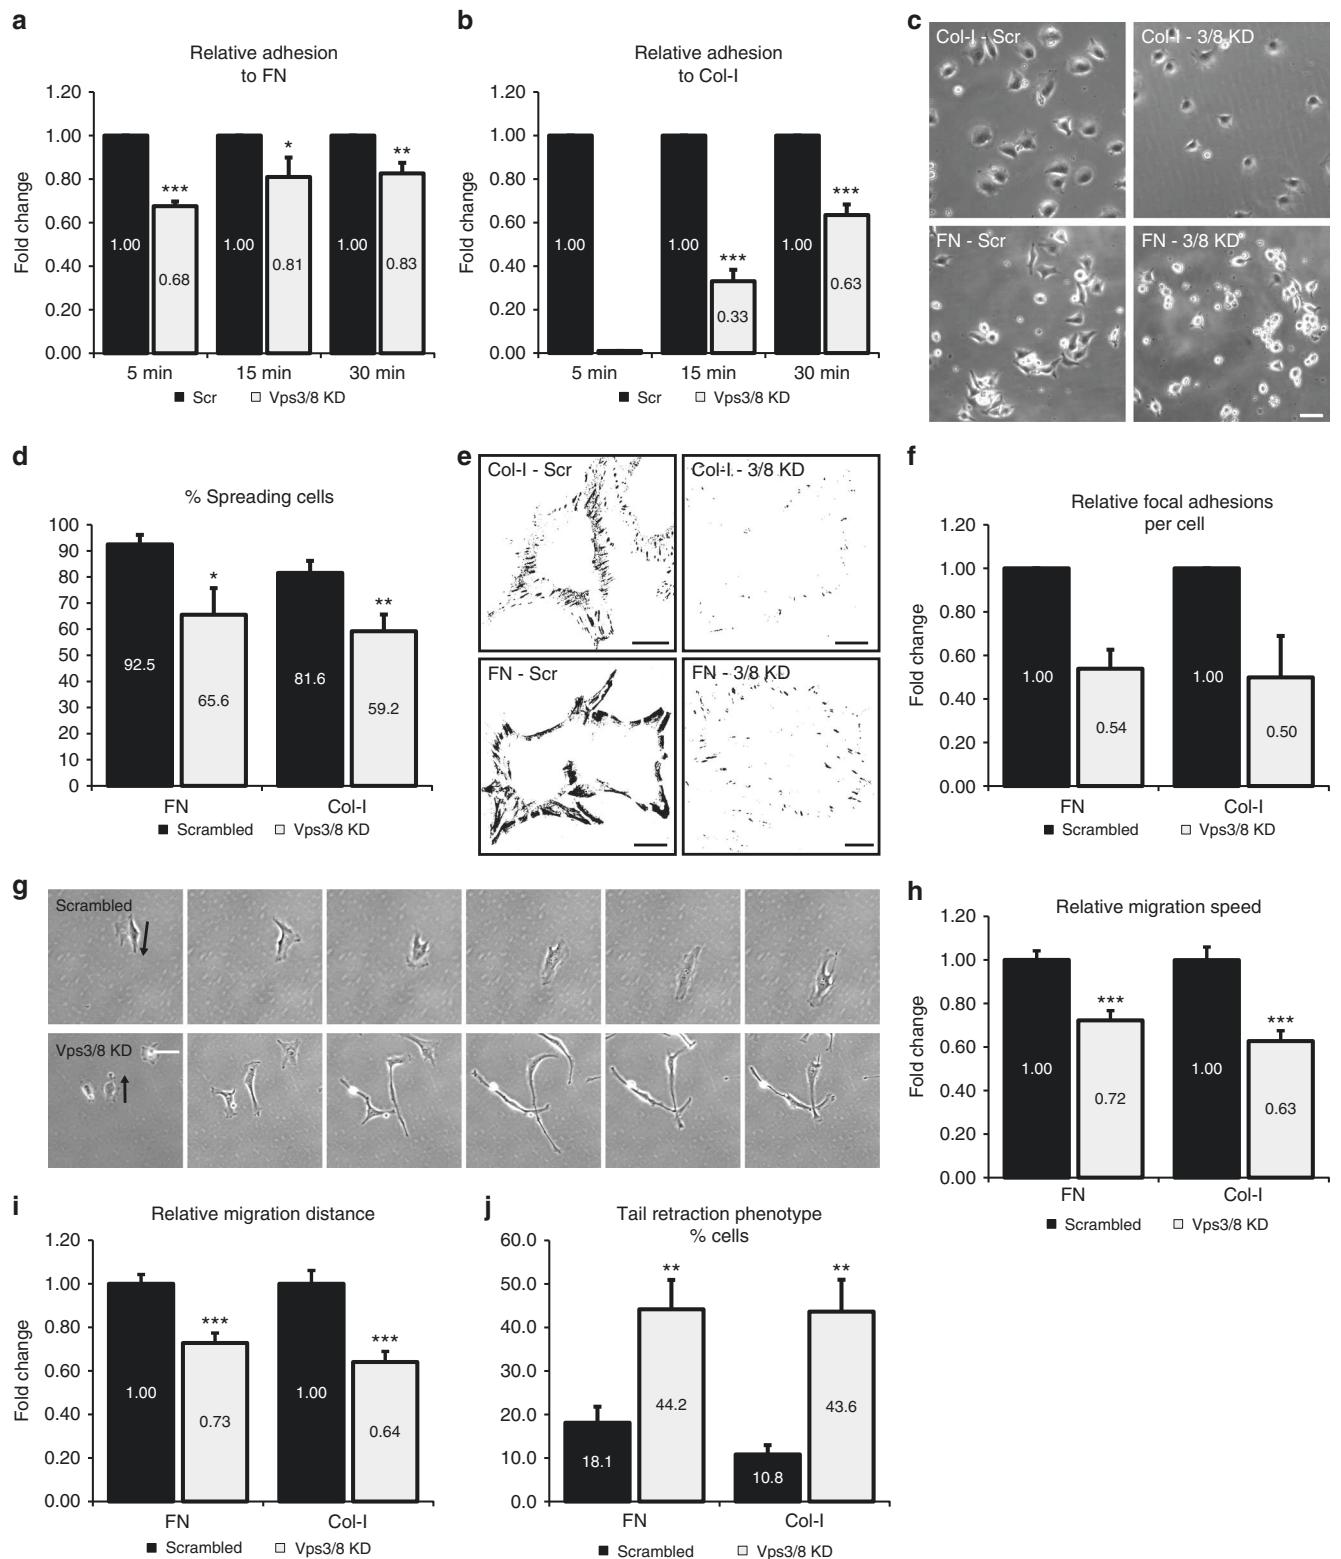 a
Relative adhesion
to FN
Fold change
1.20
1.00
0.80
0.60
0.40
0.20
0.00
1.00
***
0.68
1.00
*
0.81
1.00
**
0.83
5 min
15 min
30 min
Scr
Vps3/8 KD
b
Relative adhesion
to Col-I
Fold change
1.20
1.00
0.80
0.60
0.40
0.20
0.00
1.00
1.00
***
0.33
1.00
***
0.63
5 min
15 min
30 min
Scr
Vps3/8 KD
c
Col-I - Scr
Col-I - 3/8 KD
FN - Scr
FN - 3/8 KD
d
% Spreading cells
100
90
80
70
60
50
40
30
20
10
0
92.5
*
65.6
81.6
**
59.2
FN
Col-I
Scrambled
Vps3/8 KD
e
Col-I - Scr
Col-I - 3/8 KD
FN - Scr
FN - 3/8 KD
f
Relative focal adhesions
per cell
Fold change
1.20
1.00
0.80
0.60
0.40
0.20
0.00
1.00
0.54
1.00
0.50
FN
Col-I
Scrambled
Vps3/8 KD
g
Scrambled
Vps3/8 KD
h
Relative migration speed
Fold change
1.20
1.00
0.80
0.60
0.40
0.20
0.00
1.00
***
0.72
1.00
***
0.63
FN
Col-I
Scrambled
Vps3/8 KD
i
Relative migration distance
Fold change
1.20
1.00
0.80
0.60
0.40
0.20
0.00
1.00
***
0.73
1.00
***
0.64
FN
Col-I
Scrambled
Vps3/8 KD
j
Tail retraction phenotype
% cells
60.0
50.0
40.0
30.0
20.0
10.0
0.0
18.1
**
44.2
10.8
**
43.6
FN
Col-I
Scrambled
Vps3/8 KD